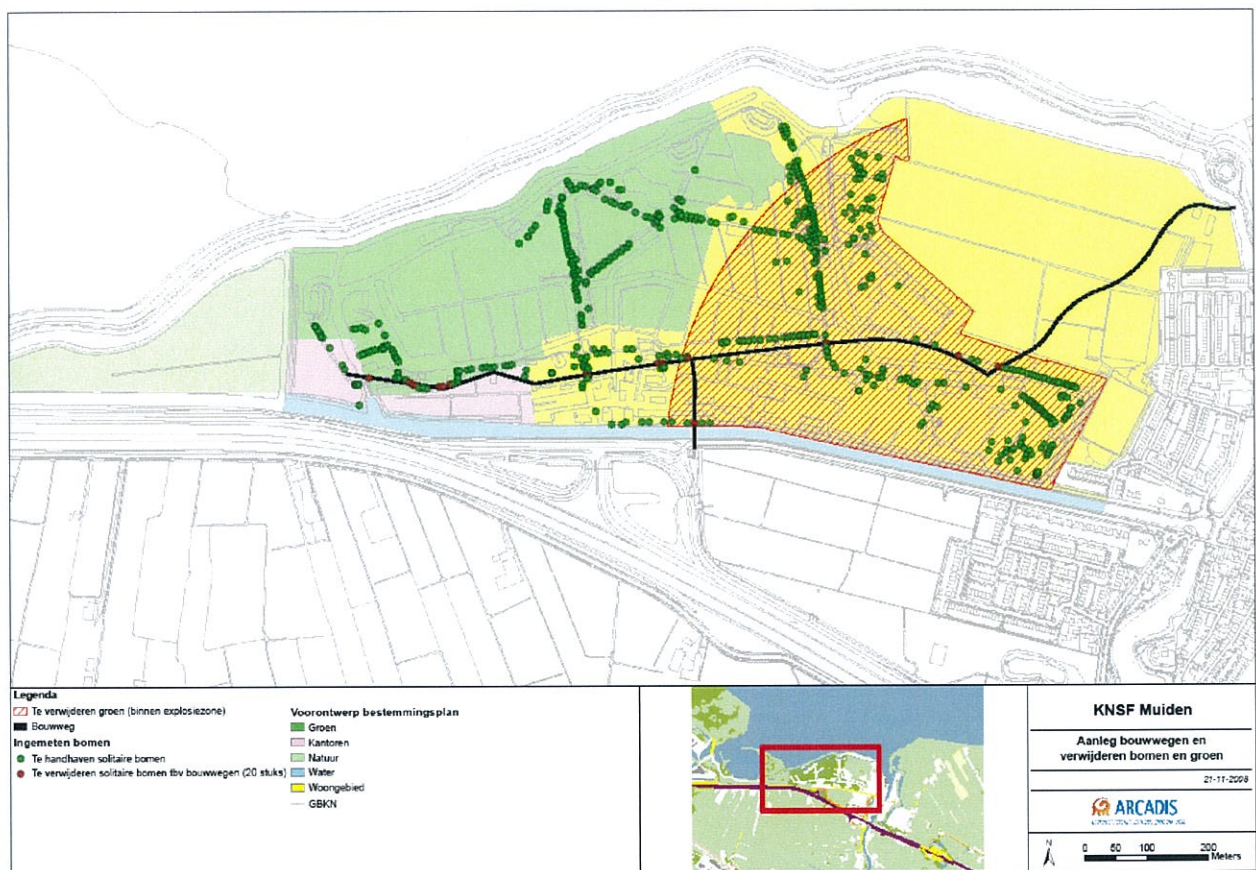 Legenda
Te verwijderen groen (binnen explosiezone)
Bouwweg
Ingemeten bomen
Te handhaven solitaire bomen
Te verwijderen solitaire bomen tbv bouwwegen (20 stuks)
Voorontwerp bestemmingsplan
Groen
Kantoren
Natuur
Water
Woongebied
GBKN
KNSF Muiden
Aanleg bouwwegen en
verwijderen bomen en groen
21-11-2008
ARCADIS
N
0 50 100 200
Meters